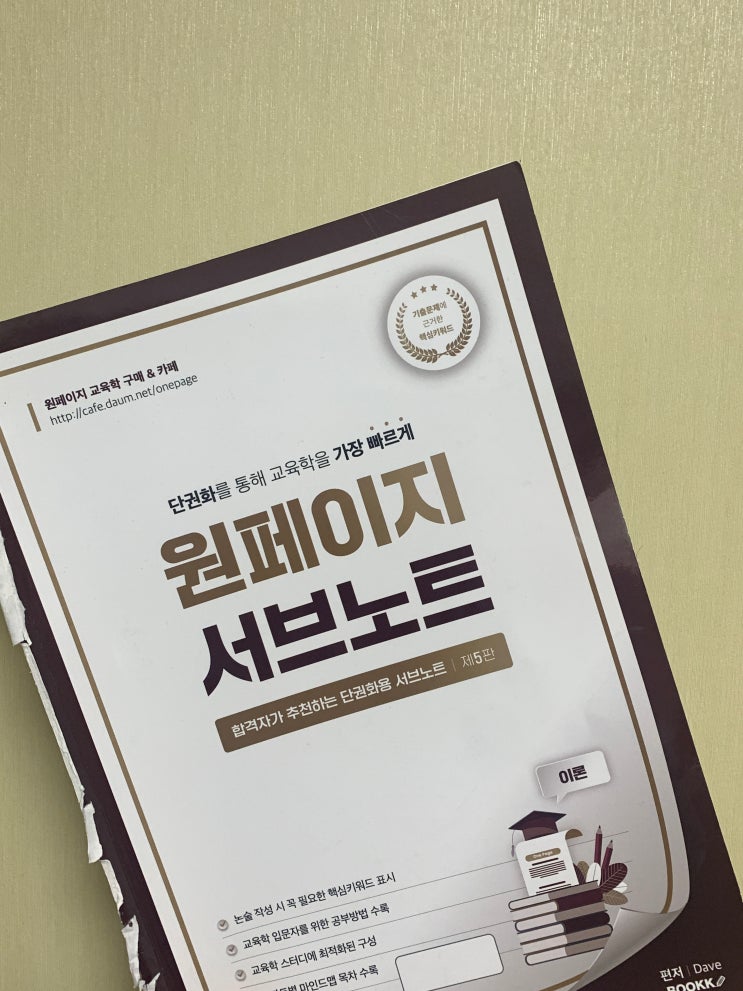 기출문제에
근거한
핵심키워드
원페이지 교육학 구매 & 카페
http://cafe.daum.net/onepage
단권화를 통해 교육학을 가장 빠르게
원페이지
서브노트
합격자가 추천하는 단권화용 서브노트 | 제5판
이론
One Page
논술 작성 시 꼭 필요한 핵심키워드 표시
교육학 입문자를 위한 공부방법 수록
교육학 스터디에 최적화된 구성
마인드맵 목차 수록
편저 | Dave
BOOKK